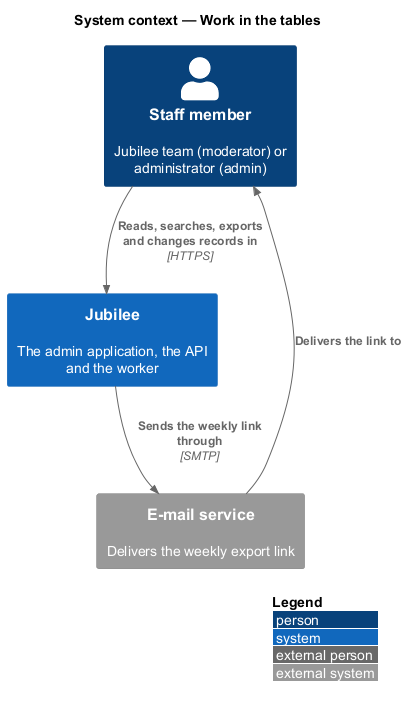 System context — Work in the tables
Staff member
Jubilee team (moderator) or
administrator (admin)
Reads, searches, exports
and changes records in
[HTTPS]
Jubilee
The admin application, the API
and the worker
Delivers the link to
Sends the weekly link
through
[SMTP]
E-mail service
Delivers the weekly export link
Legend
person
system
external person
external system